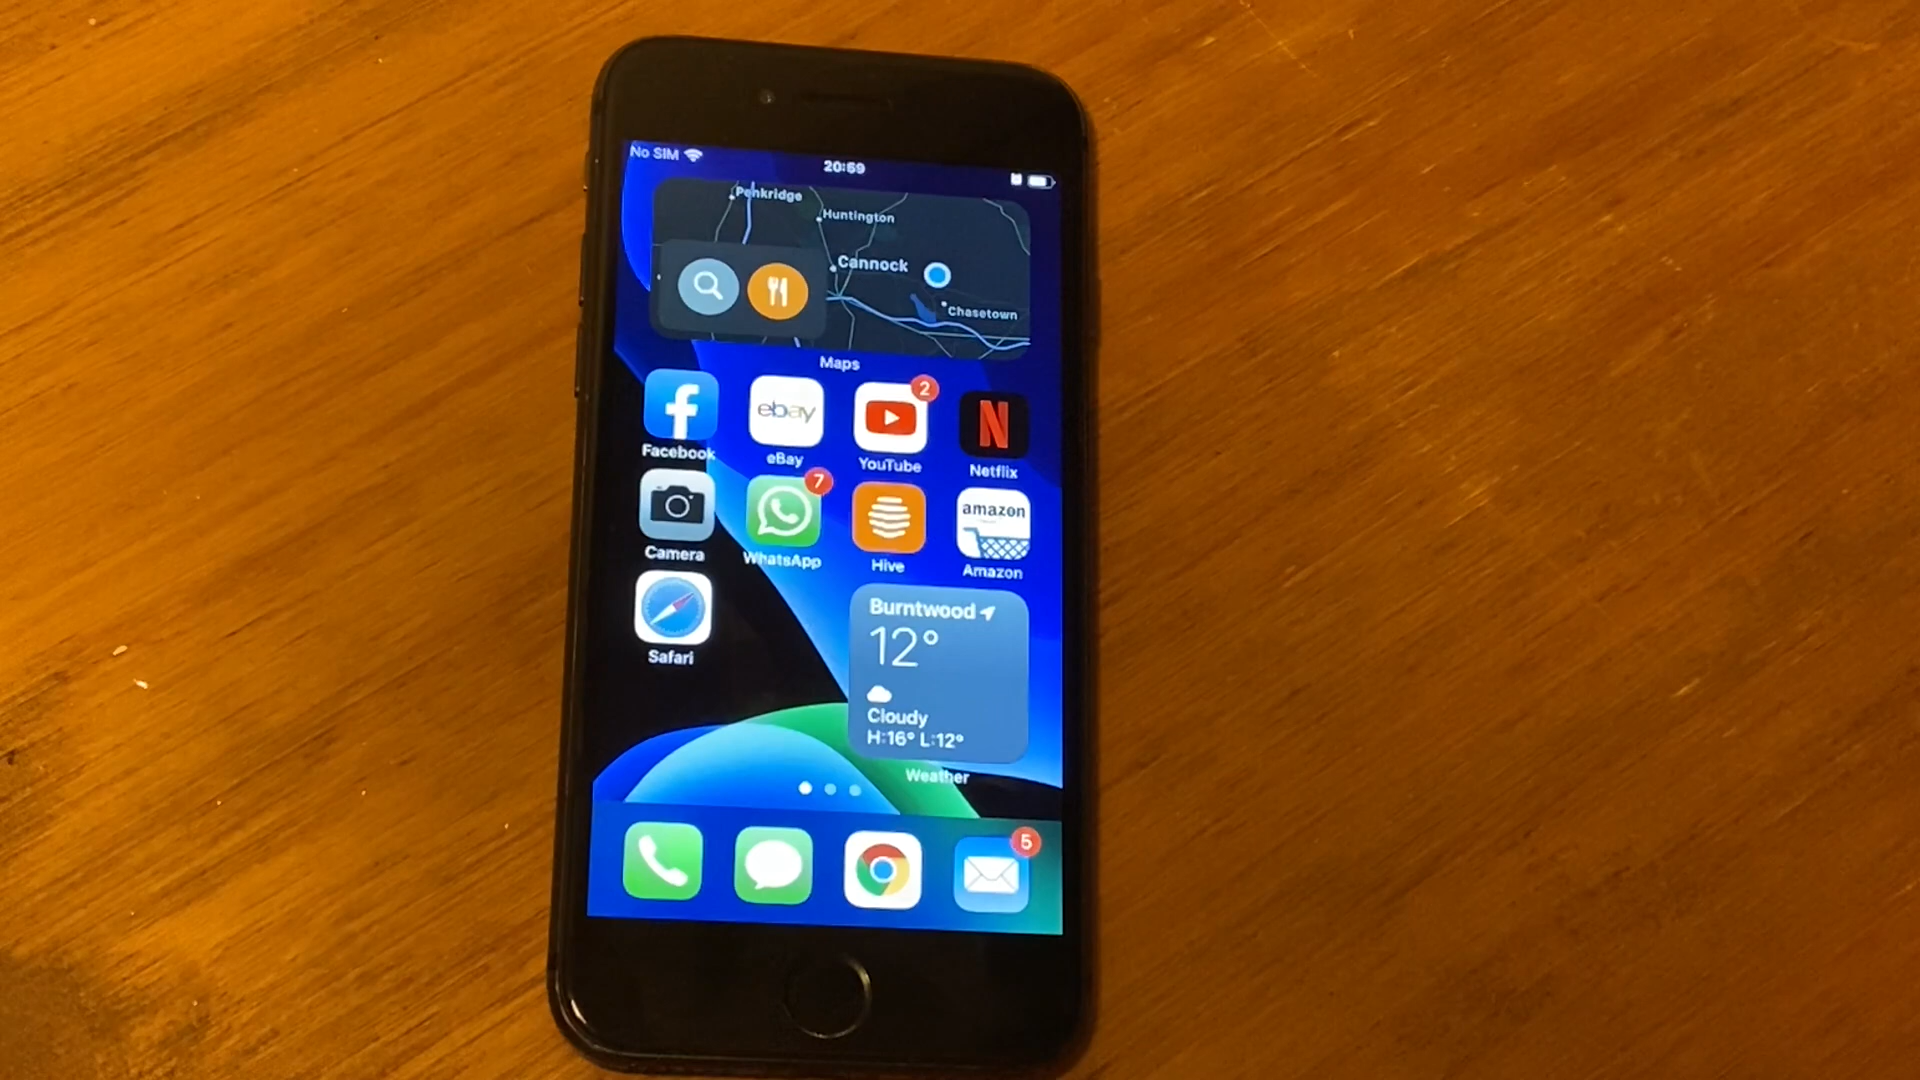 No SIM
20:59
Penkridge
Huntington
Cannock
Chasetown
Maps
2
Facebook
ebay
eBay
YouTube
N
Netflix
7
amazon
Camera
WhatsApp
Hive
Amazon
Safari
Burntwood
12°
Cloudy
H:16° L:12°
Weather
5